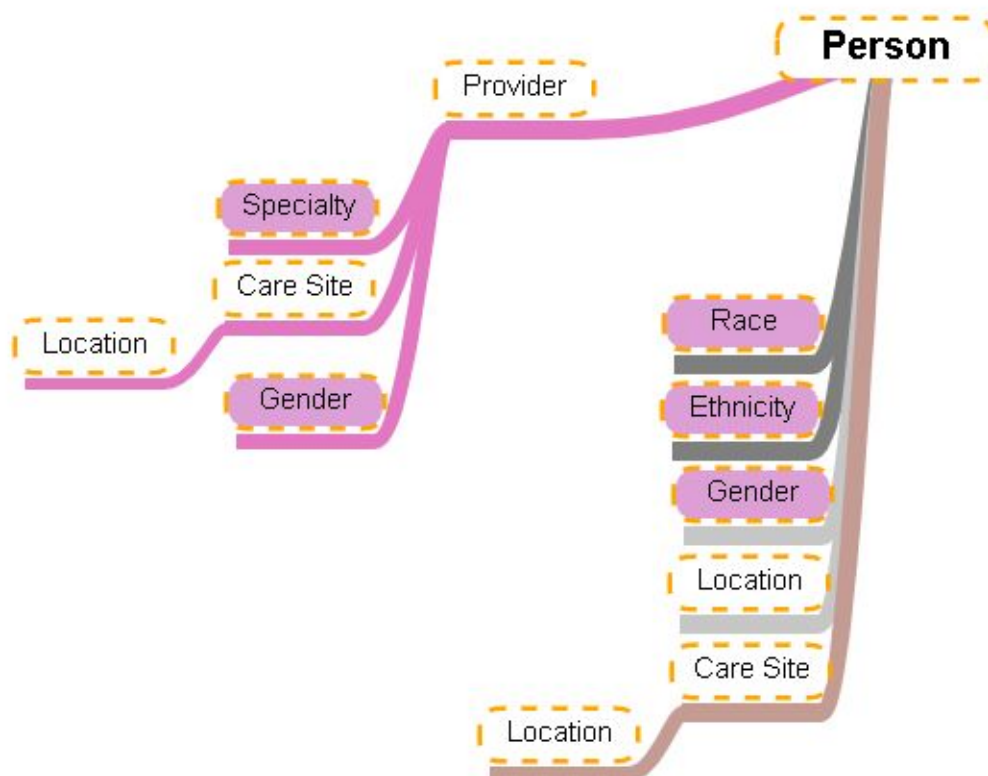 Person
Provider
Specialty
Care Site
Location
Gender
Race
Ethnicity
Gender
Location
Care Site
Location